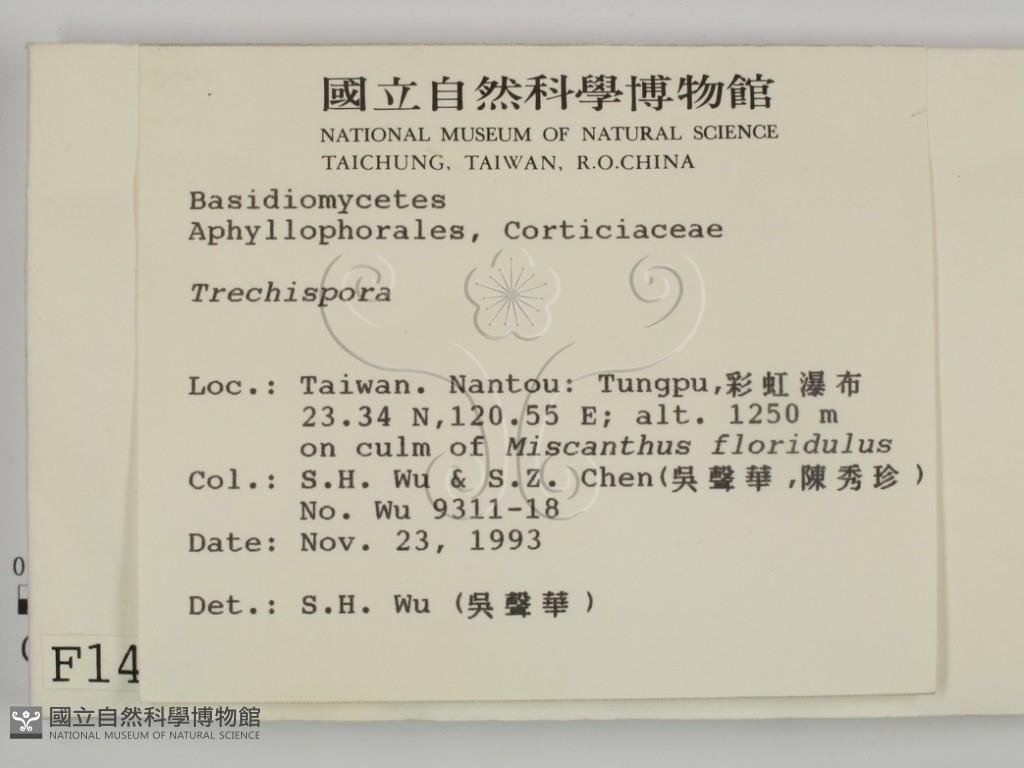 國立自然科學博物館
NATIONAL MUSEUM OF NATURAL SCIENCE
TAICHUNG, TAIWAN, R.O.CHINA
Basidiomycetes
Aphyllophorales, Corticiaceae
Trechispora
Loc.: Taiwan. Nantou: Tungpu,彩虹瀑布
23.34 N,120.55 E; alt. 1250 m
on culm of Miscanthus floridulus
Col.: S.H. Wu & S.Z. Chen(吳聲華,陳秀珍)
No. Wu 9311-18
Date: Nov. 23, 1993
Det.: S.H. Wu (吳聲華)
0
F14
國立自然科學博物館
NATIONAL MUSEUM OF NATURAL SCIENCE